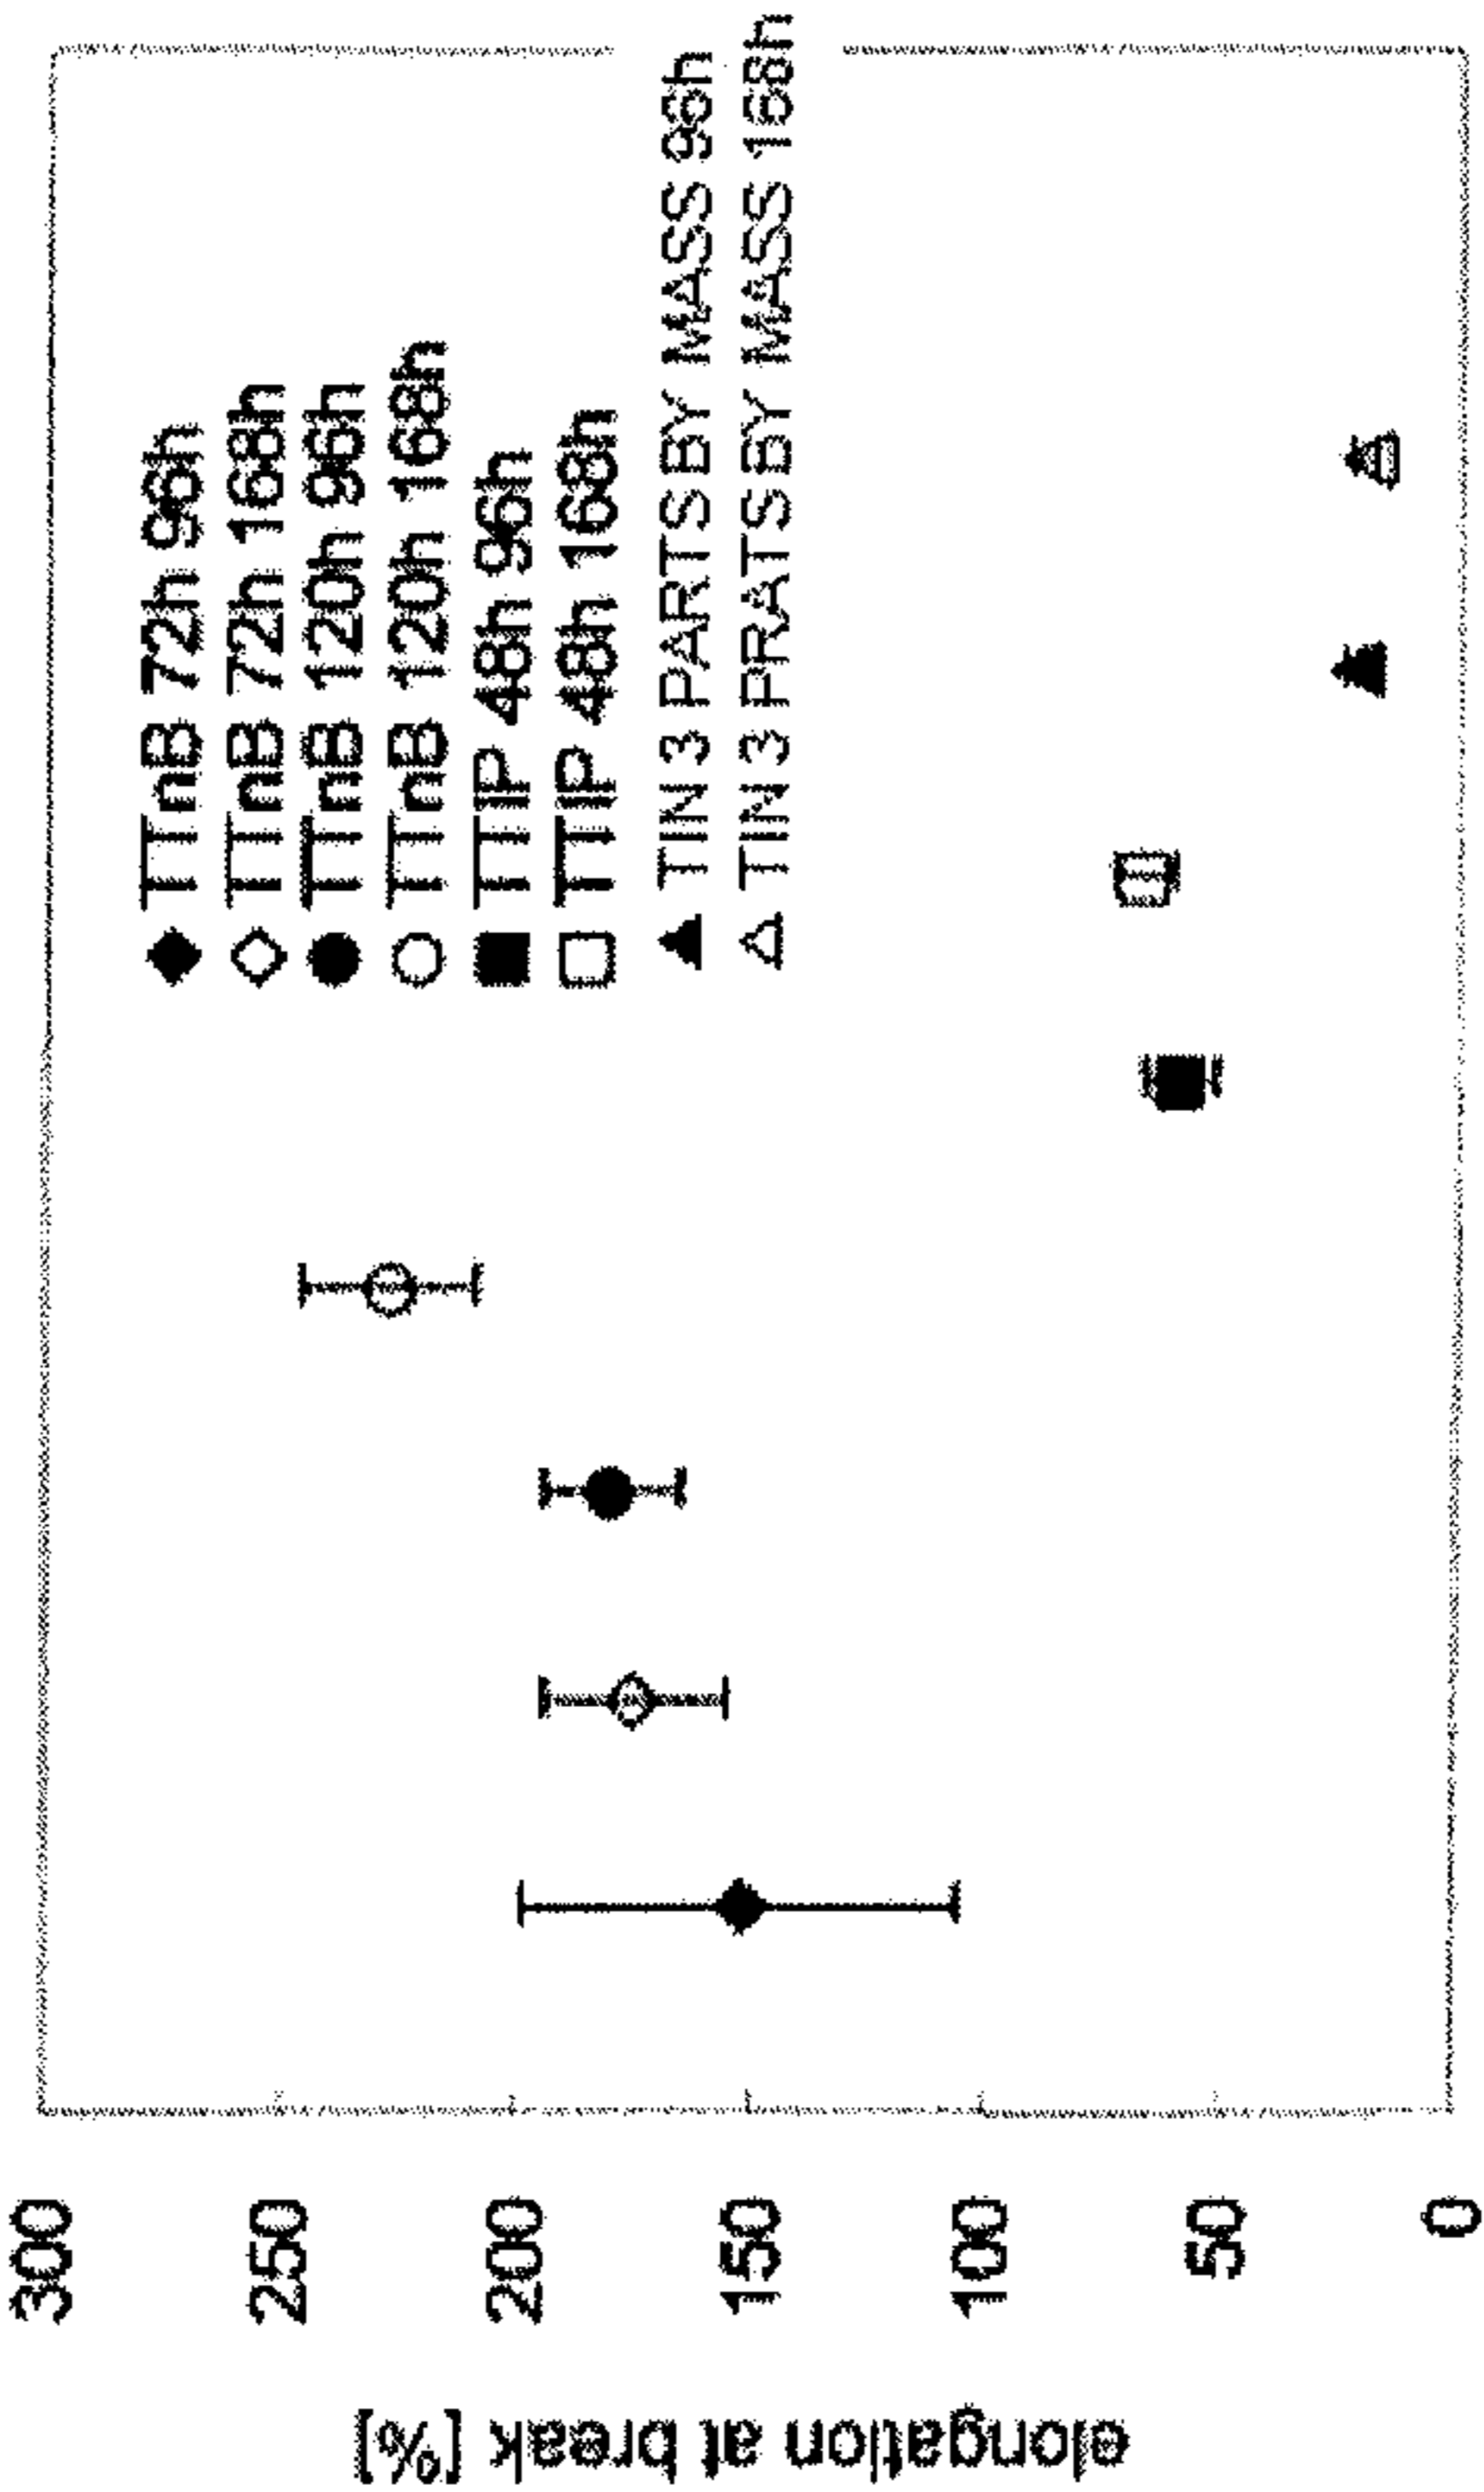 elongation at break [%]
300
250
200
150
100
50
0
TTnB 72h 96h
TTnB 72h 168h
TTnB 120h 96h
TTnB 120h 168h
TTIP 48h 96h
TTIP 48h 168h
TIN 3 PARTS BY MASS 96h
TIN 3 PRATS BY MASS 168h